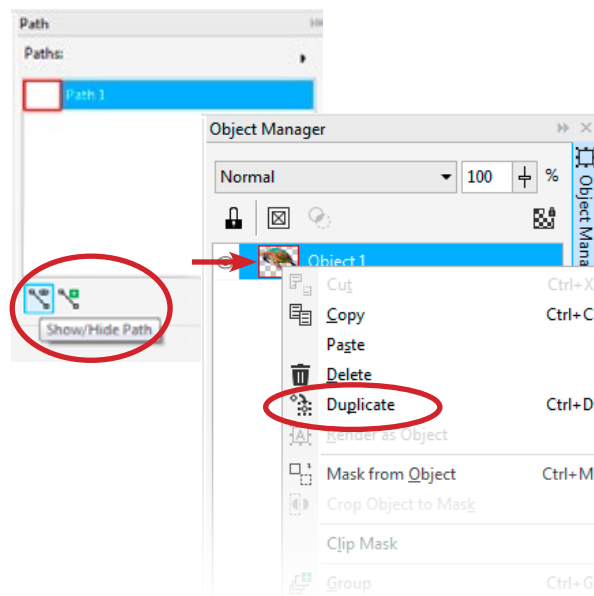 Path
Paths:
Path 1
Show/Hide Path
Object Manager
Normal 100 %
Object Mana
Object 1
Cut Ctrl+X
Copy Ctrl+C
Paste
Delete
Duplicate Ctrl+D
Render as Object
Mask from Object Ctrl+M
Crop Object to Mask
Clip Mask
Group Ctrl+G